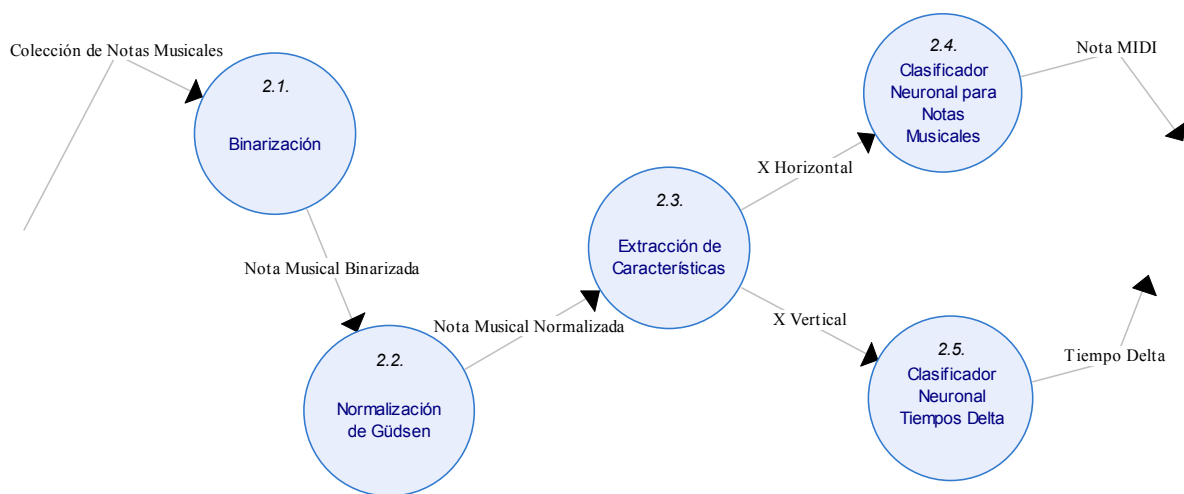 Colección de Notas Musicales
2.1.
Binarización
Nota Musical Binarizada
2.2.
Normalización
de Güdsen
Nota Musical Normalizada
2.3.
Extracción de
Características
X Horizontal
2.4.
Clasificador
Neuronal para
Notas
Musicales
Nota MIDI
X Vertical
2.5.
Clasificador
Neuronal
Tiempos Delta
Tiempo Delta